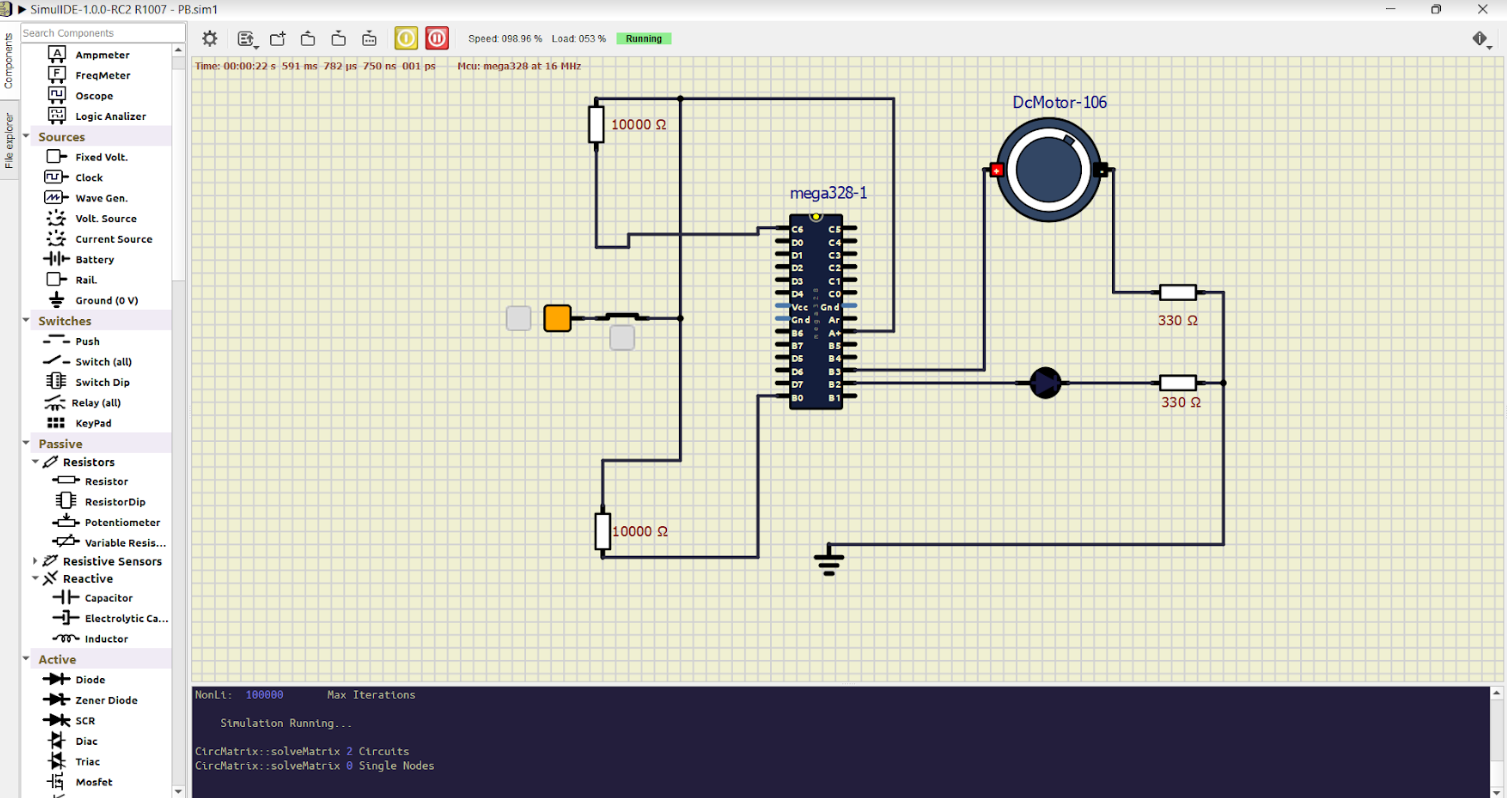 SimulIDE-1.0.0-RC2 R1007 - PB.sim1
Components
File explorer
Search Components
Ampmeter
FreqMeter
Oscope
Logic Analizer
Sources
Fixed Volt.
Clock
Wave Gen.
Volt. Source
Current Source
Battery
Rail.
Ground (0 V)
Switches
Push
Switch (all)
Switch Dip
Relay (all)
KeyPad
Passive
Resistors
Resistor
ResistorDip
Potentiometer
Variable Resis...
Resistive Sensors
Reactive
Capacitor
Electrolytic Ca...
Inductor
Active
Diode
Zener Diode
SCR
Diac
Triac
Mosfet
Speed: 098.96 % Load: 053 % Running
Time: 00:00:22 s 591 ms 782 µs 750 ns 001 ps Mcu: mega328 at 16 MHz
10000 Ω
DcMotor-106
+ -
mega328-1
C6 C5
D0 C4
D1 C3
D2 C2
D3 C1
D4 C0
Vcc Gnd
Gnd Ar
B6 A+
B7 B5
D5 B4
D6 B3
D7 B2
B0 B1
mega328
330 Ω
330 Ω
10000 Ω
NonLi: 100000 Max Iterations
Simulation Running...
CircMatrix::solveMatrix 2 Circuits
CircMatrix::solveMatrix 0 Single Nodes